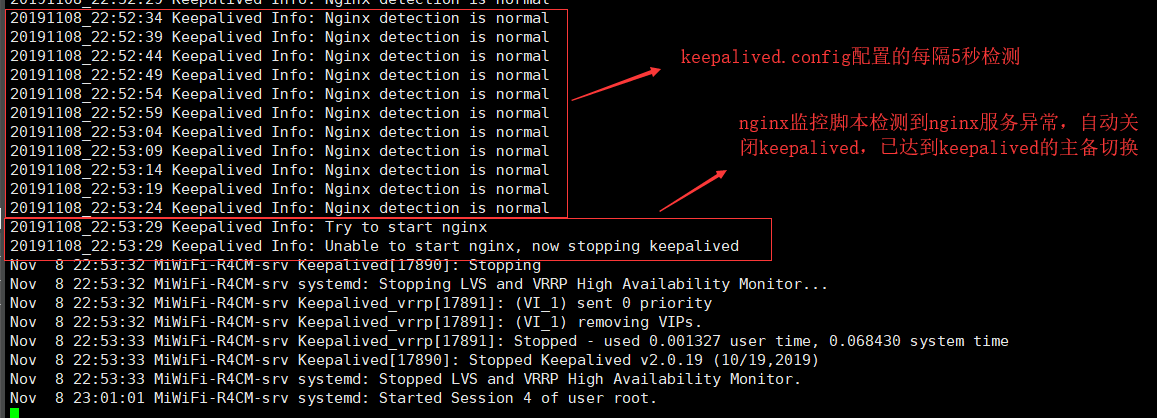 20191108_22:52:29 Keepalived Info: Nginx detection is normal
20191108_22:52:34 Keepalived Info: Nginx detection is normal
20191108_22:52:39 Keepalived Info: Nginx detection is normal
20191108_22:52:44 Keepalived Info: Nginx detection is normal
20191108_22:52:49 Keepalived Info: Nginx detection is normal
20191108_22:52:54 Keepalived Info: Nginx detection is normal
20191108_22:52:59 Keepalived Info: Nginx detection is normal
20191108_22:53:04 Keepalived Info: Nginx detection is normal
20191108_22:53:09 Keepalived Info: Nginx detection is normal
20191108_22:53:14 Keepalived Info: Nginx detection is normal
20191108_22:53:19 Keepalived Info: Nginx detection is normal
20191108_22:53:24 Keepalived Info: Nginx detection is normal
keepalived.config配置的每隔5秒检测
nginx监控脚本检测到nginx服务异常，自动关
闭keepalived，已达到keepalived的主备切换
20191108_22:53:29 Keepalived Info: Try to start nginx
20191108_22:53:29 Keepalived Info: Unable to start nginx, now stopping keepalived
Nov  8 22:53:32 MiWiFi-R4CM-srv Keepalived[17890]: Stopping
Nov  8 22:53:32 MiWiFi-R4CM-srv systemd: Stopping LVS and VRRP High Availability Monitor...
Nov  8 22:53:32 MiWiFi-R4CM-srv Keepalived_vrrp[17891]: (VI_1) sent 0 priority
Nov  8 22:53:32 MiWiFi-R4CM-srv Keepalived_vrrp[17891]: (VI_1) removing VIPs.
Nov  8 22:53:33 MiWiFi-R4CM-srv Keepalived_vrrp[17891]: Stopped - used 0.001327 user time, 0.068430 system time
Nov  8 22:53:33 MiWiFi-R4CM-srv Keepalived[17890]: Stopped Keepalived v2.0.19 (10/19,2019)
Nov  8 22:53:33 MiWiFi-R4CM-srv systemd: Stopped LVS and VRRP High Availability Monitor.
Nov  8 23:01:01 MiWiFi-R4CM-srv systemd: Started Session 4 of user root.